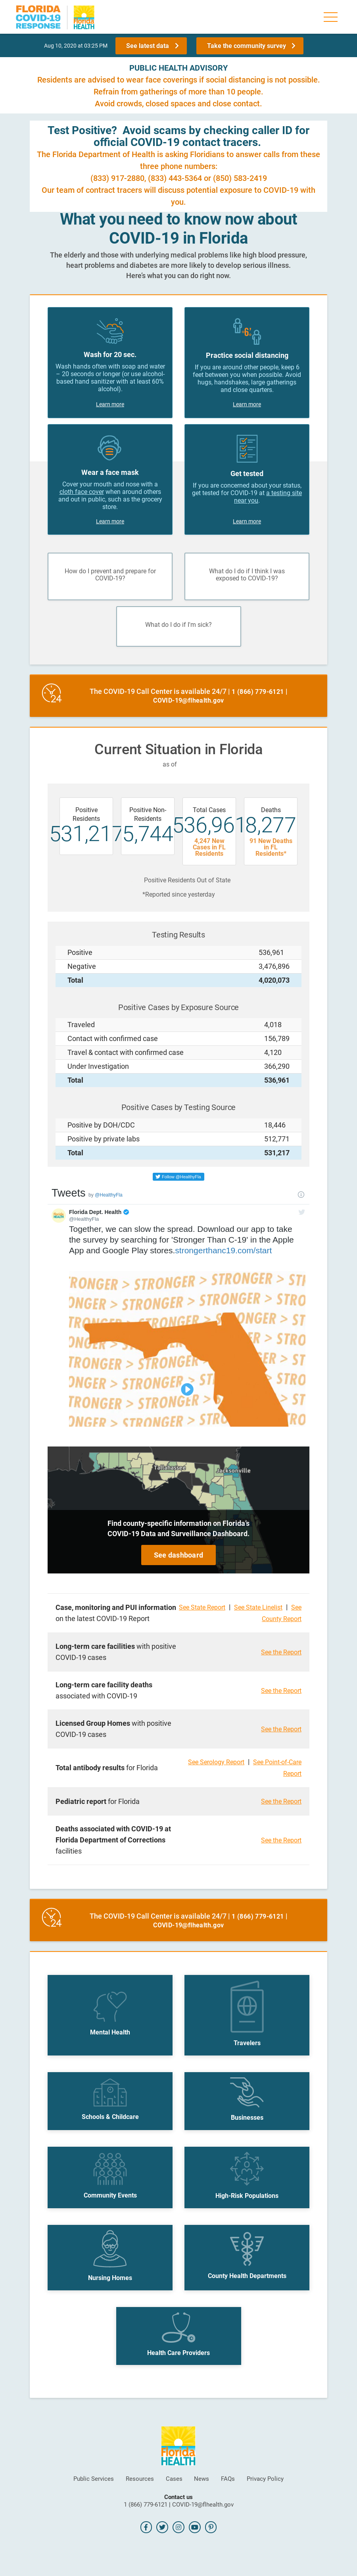 FLORIDA
COVID-19
RESPONSE
Florida
HEALTH
Aug 10, 2020 at 03:25 PM
See latest data
Take the community survey
PUBLIC HEALTH ADVISORY
Residents are advised to wear face coverings if social distancing is not possible.
Refrain from gatherings of more than 10 people.
Avoid crowds, closed spaces and close contact.
Test Positive?  Avoid scams by checking caller ID for
official COVID-19 contact tracers.
The Florida Department of Health is asking Floridians to answer calls from these
three phone numbers:
(833) 917-2880, (833) 443-5364 or (850) 583-2419
Our team of contract tracers will discuss potential exposure to COVID-19 with
you.
What you need to know now about
COVID-19 in Florida
The elderly and those with underlying medical problems like high blood pressure,
heart problems and diabetes are more likely to develop serious illness.
Here's what you can do right now.
Wash for 20 sec.
Wash hands often with soap and water
– 20 seconds or longer (or use alcohol-
based hand sanitizer with at least 60%
alcohol).
Learn more
6'
Practice social distancing
If you are around other people, keep 6
feet between you when possible. Avoid
hugs, handshakes, large gatherings
and close quarters.
Learn more
Wear a face mask
Cover your mouth and nose with a
cloth face cover when around others
and out in public, such as the grocery
store.
Learn more
Get tested
If you are concerned about your status,
get tested for COVID-19 at a testing site
near you.
Learn more
How do I prevent and prepare for
COVID-19?
What do I do if I think I was
exposed to COVID-19?
What do I do if I'm sick?
24
The COVID-19 Call Center is available 24/7 | 1 (866) 779-6121 |
COVID-19@flhealth.gov
Current Situation in Florida
as of
Positive
Residents
531,217
Positive Non-
Residents
5,744
Total Cases
536,961
4,247 New
Cases in FL
Residents
Deaths
8,277
91 New Deaths
in FL
Residents*
Positive Residents Out of State
*Reported since yesterday
Testing Results
Positive 536,961
Negative 3,476,896
Total 4,020,073
Positive Cases by Exposure Source
Traveled 4,018
Contact with confirmed case 156,789
Travel & contact with confirmed case 4,120
Under Investigation 366,290
Total 536,961
Positive Cases by Testing Source
Positive by DOH/CDC 18,446
Positive by private labs 512,771
Total 531,217
Follow @HealthyFla
Tweets by @HealthyFla
Florida Dept. Health
@HealthyFla
Together, we can slow the spread. Download our app to take
the survey by searching for 'Stronger Than C-19' in the Apple
App and Google Play stores.strongerthanc19.com/start
Tallahassee
Jacksonville
Find county-specific information on Florida's
COVID-19 Data and Surveillance Dashboard.
See dashboard
Case, monitoring and PUI information
on the latest COVID-19 Report
See State Report | See State Linelist | See
County Report
Long-term care facilities with positive
COVID-19 cases
See the Report
Long-term care facility deaths
associated with COVID-19
See the Report
Licensed Group Homes with positive
COVID-19 cases
See the Report
Total antibody results for Florida
See Serology Report | See Point-of-Care
Report
Pediatric report for Florida
See the Report
Deaths associated with COVID-19 at
Florida Department of Corrections
facilities
See the Report
24
The COVID-19 Call Center is available 24/7 | 1 (866) 779-6121 |
COVID-19@flhealth.gov
Mental Health
Travelers
Schools & Childcare
Businesses
Community Events
High-Risk Populations
Nursing Homes
County Health Departments
Health Care Providers
Florida
HEALTH
Public Services
Resources
Cases
News
FAQs
Privacy Policy
Contact us
1 (866) 779-6121 | COVID-19@flhealth.gov